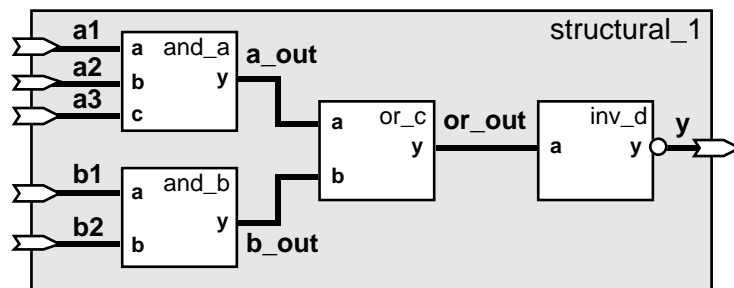 structural_1
a1
and_a
a
a2
b
y
a_out
a3
c
or_c
a
y
or_out
inv_d
a
y
y
b
b1
and_b
a
y
b2
b
b_out